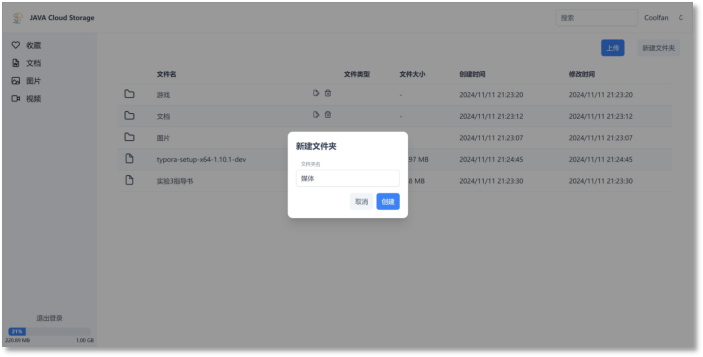 JAVA Cloud Storage
搜索
Coolfan
收藏
文档
图片
视频
上传
新建文件夹
文件名 文件类型 文件大小 创建时间 修改时间
游戏 - 2024/11/11 21:23:20 2024/11/11 21:23:20
文档 - 2024/11/11 21:23:12 2024/11/11 21:23:12
图片 2024/11/11 21:23:07 2024/11/11 21:23:07
typora-setup-x64-1.10.1-dev 97 MB 2024/11/11 21:24:45 2024/11/11 21:24:45
实验3指导书 8 MB 2024/11/11 21:23:30 2024/11/11 21:23:30
新建文件夹
文件夹名
媒体
取消 创建
退出登录
21%
220.09 MB 1.00 GB